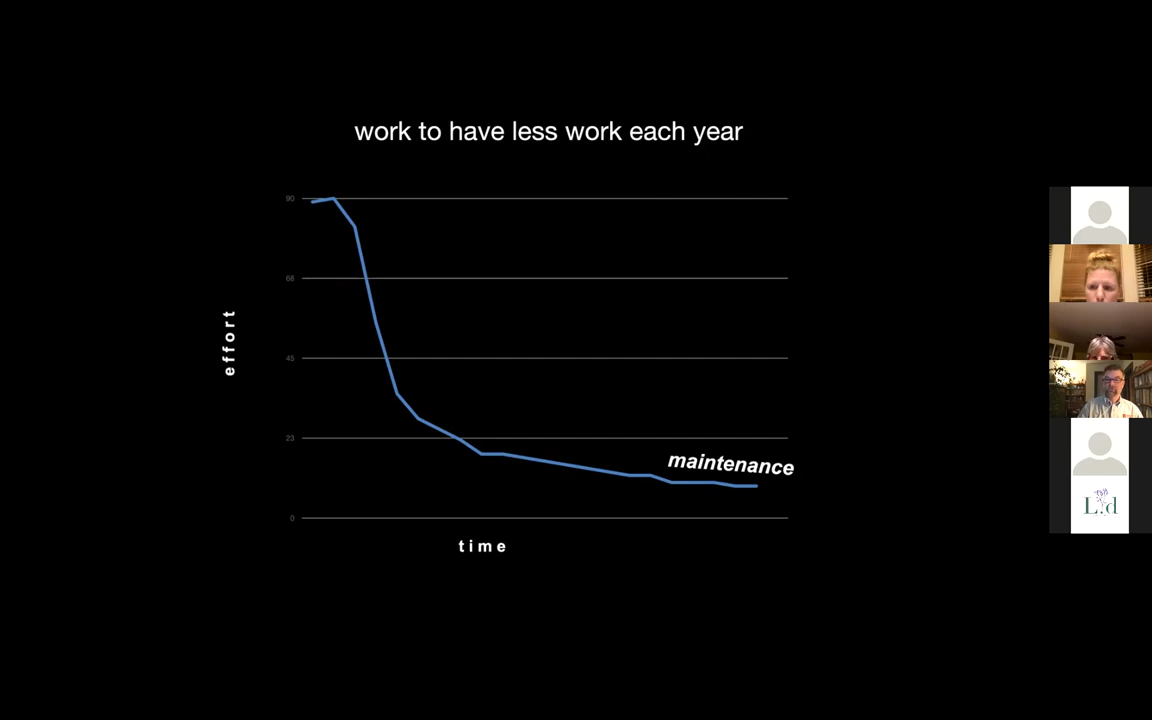 work to have less work each year
90
68
45
23
0
effort
maintenance
time
L.d